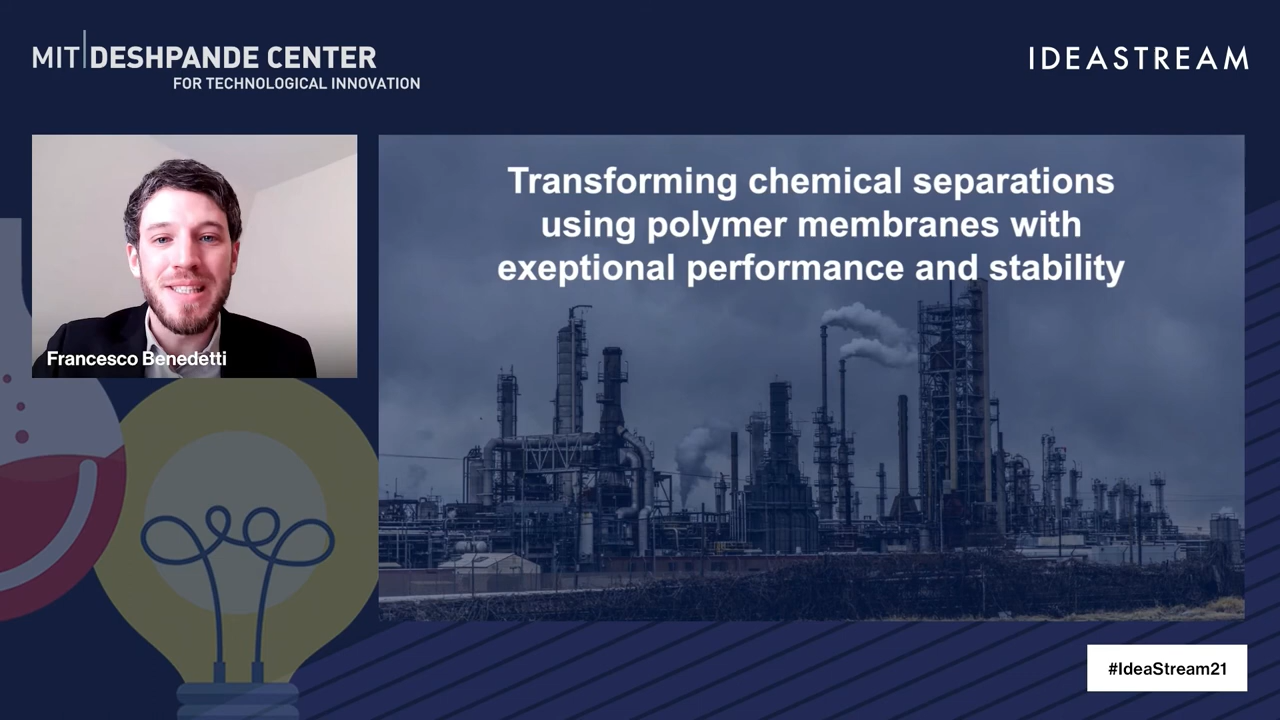 MIT DESHPANDE CENTER
FOR TECHNOLOGICAL INNOVATION
IDEASTREAM
Francesco Benedetti
Transforming chemical separations
using polymer membranes with
exeptional performance and stability
#IdeaStream21